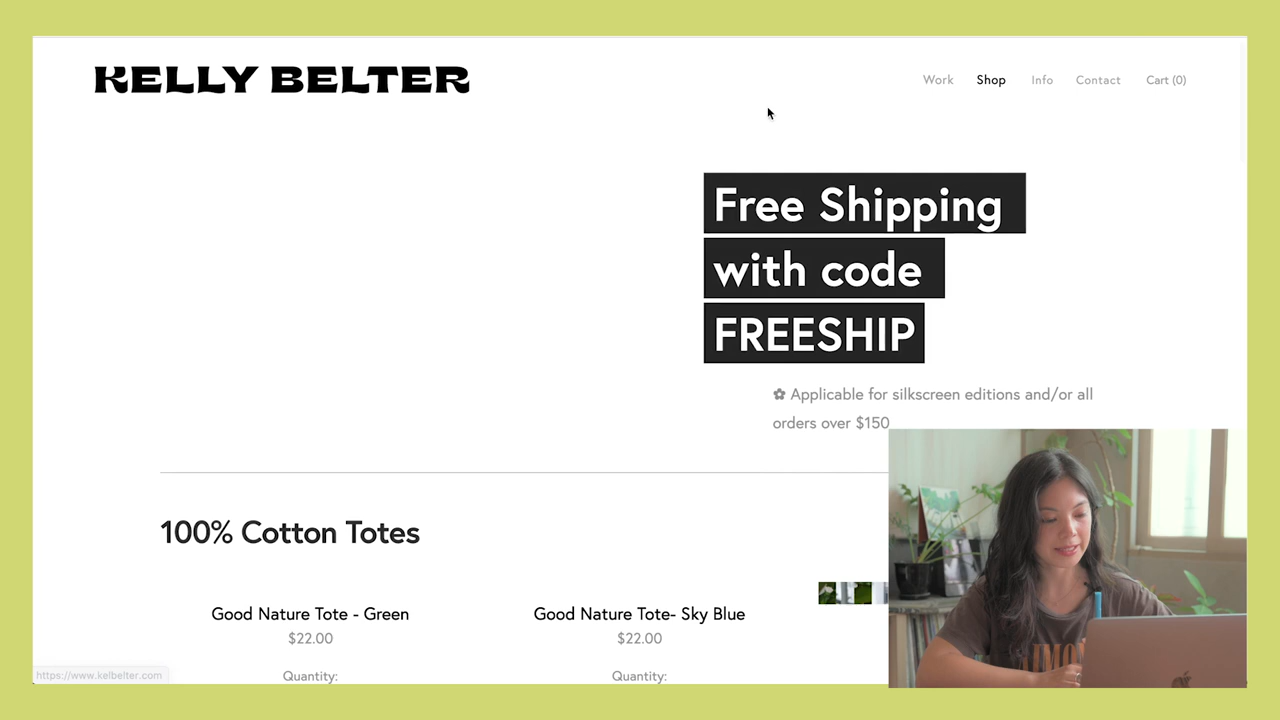 KELLY BELTER
Work Shop Info Contact Cart (0)
Free Shipping
with code
FREESHIP
✿ Applicable for silkscreen editions and/or all
orders over $150
100% Cotton Totes
Good Nature Tote - Green
$22.00
Quantity:
Good Nature Tote- Sky Blue
$22.00
Quantity:
https://www.kelbelter.com